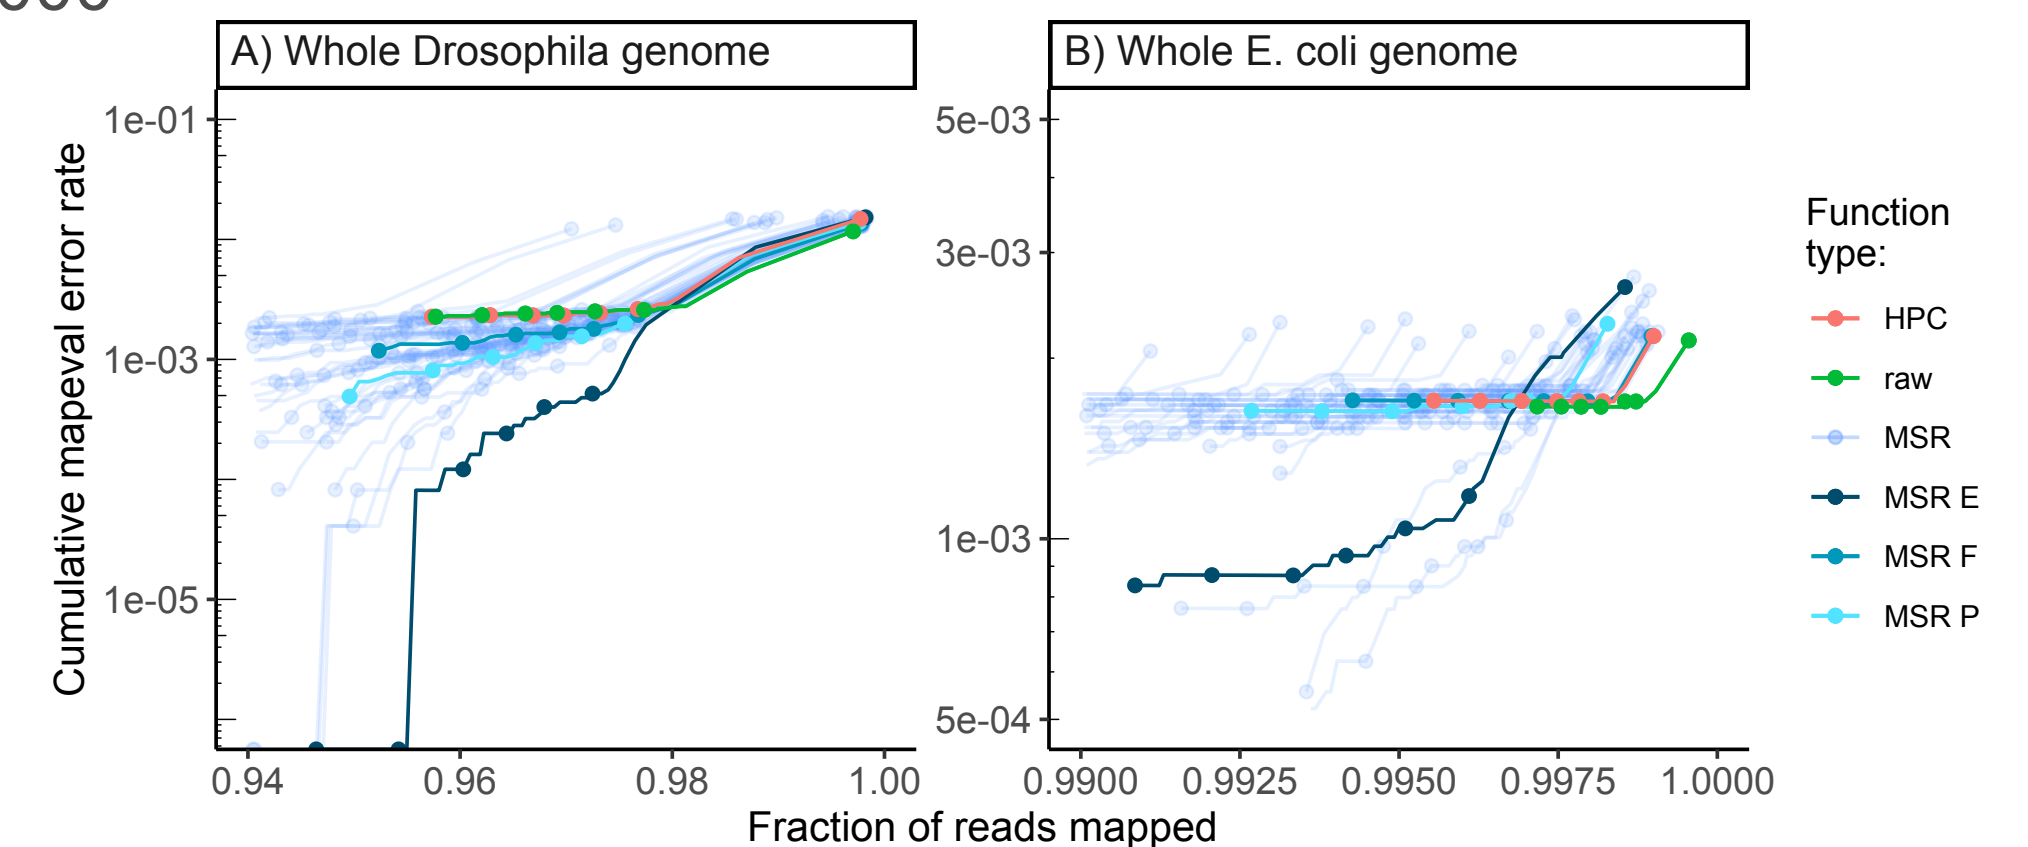 A) Whole Drosophila genome
B) Whole E. coli genome
Cumulative mapeval error rate
1e-01
1e-03
1e-05
0.94 0.96 0.98 1.00
5e-03
3e-03
1e-03
5e-04
0.9900 0.9925 0.9950 0.9975 1.0000
Fraction of reads mapped
Function
type:
HPC
raw
MSR
MSR E
MSR F
MSR P